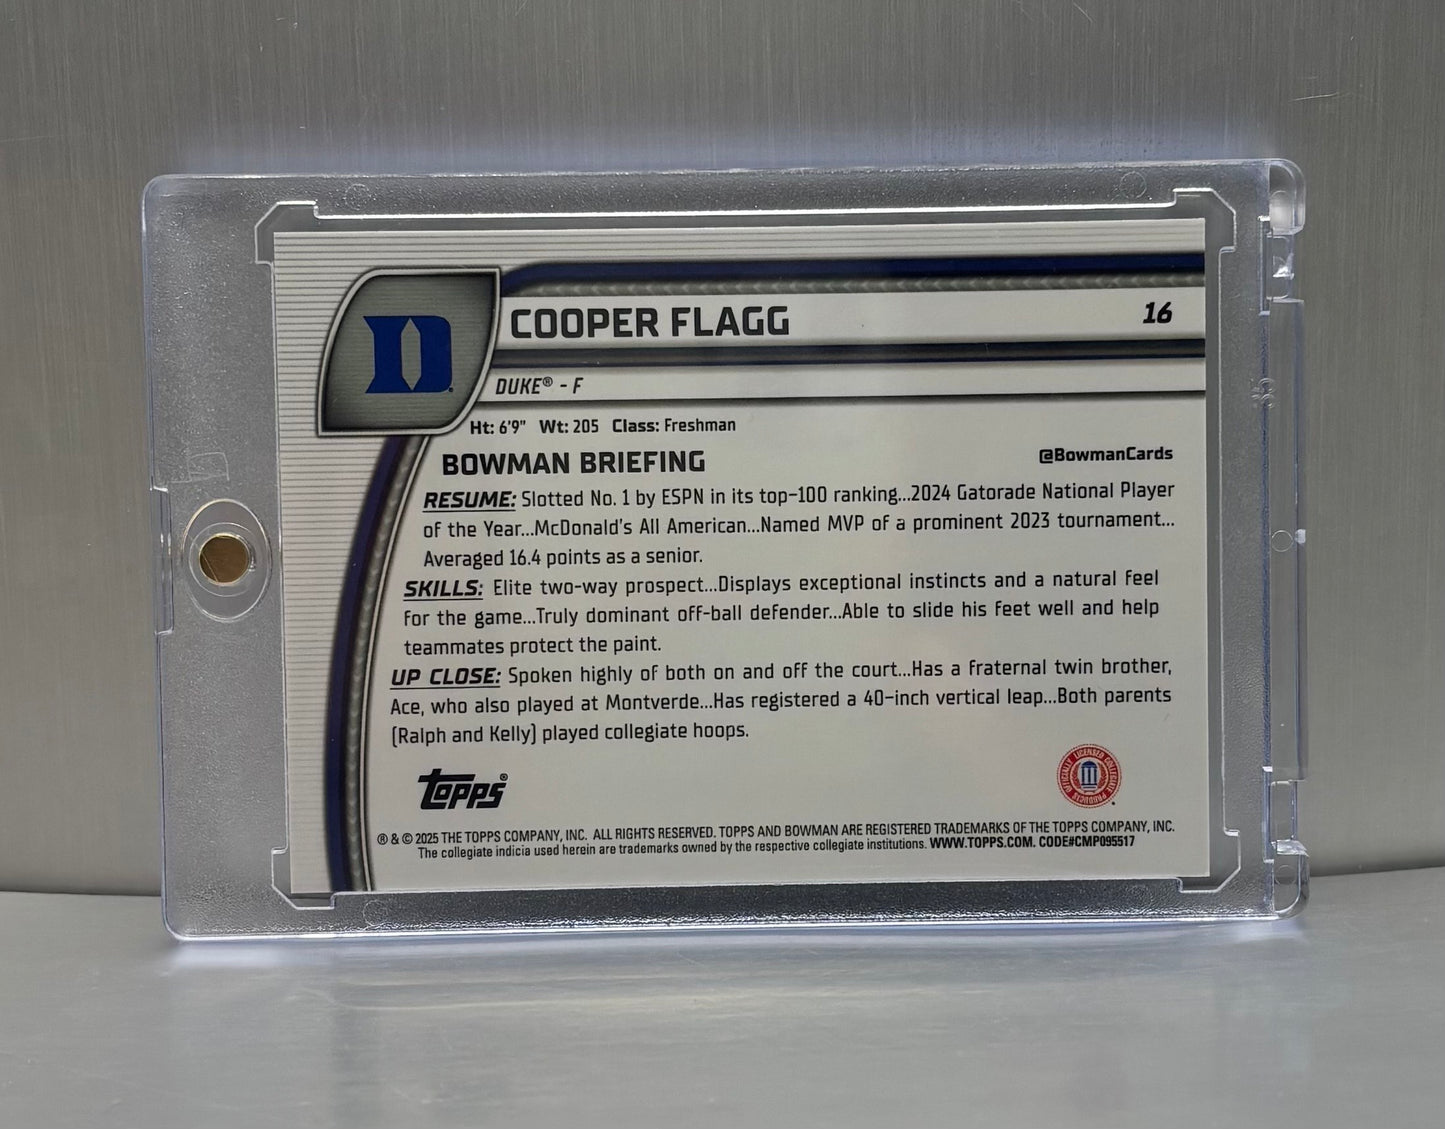 D
COOPER FLAGG
16
DUKE® - F
Ht: 6'9" Wt: 205 Class: Freshman
BOWMAN BRIEFING
@BowmanCards
RESUME: Slotted No. 1 by ESPN in its top-100 ranking...2024 Gatorade National Player
of the Year...McDonald's All American...Named MVP of a prominent 2023 tournament...
Averaged 16.4 points as a senior.
SKILLS: Elite two-way prospect...Displays exceptional instincts and a natural feel
for the game...Truly dominant off-ball defender...Able to slide his feet well and help
teammates protect the paint.
UP CLOSE: Spoken highly of both on and off the court...Has a fraternal twin brother,
Ace, who also played at Montverde...Has registered a 40-inch vertical leap...Both parents
(Ralph and Kelly) played collegiate hoops.
TOPPS®
OFFICIALLY LICENSED COLLEGIATE PRODUCTS
® & © 2025 THE TOPPS COMPANY, INC. ALL RIGHTS RESERVED. TOPPS AND BOWMAN ARE REGISTERED TRADEMARKS OF THE TOPPS COMPANY, INC.
The collegiate indicia used herein are trademarks owned by the respective collegiate institutions. WWW.TOPPS.COM. CODE#CMP095517